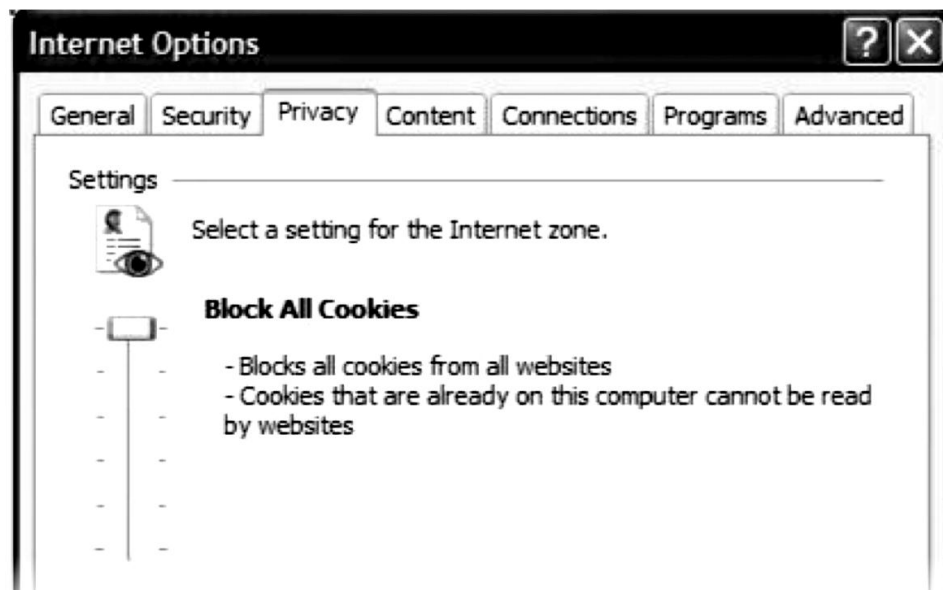 Internet Options
General Security Privacy Content Connections Programs Advanced
Settings
Select a setting for the Internet zone.
Block All Cookies
- Blocks all cookies from all websites
- Cookies that are already on this computer cannot be read
by websites